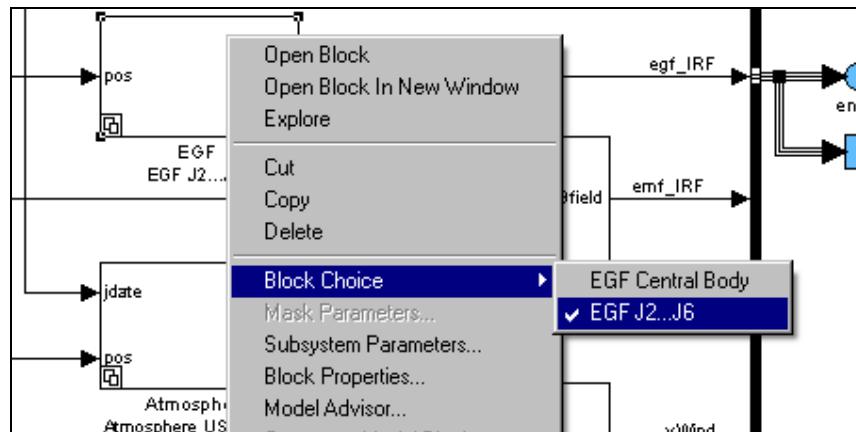 pos
EGF
EGF J2...
jdate
pos
Atmosph
Atmosphere US
Open Block
Open Block In New Window
Explore
Cut
Copy
Delete
Block Choice
Mask Parameters...
Subsystem Parameters...
Block Properties...
Model Advisor...
EGF Central Body
EGF J2...J6
egf_IRF
en
field
emf_IRF